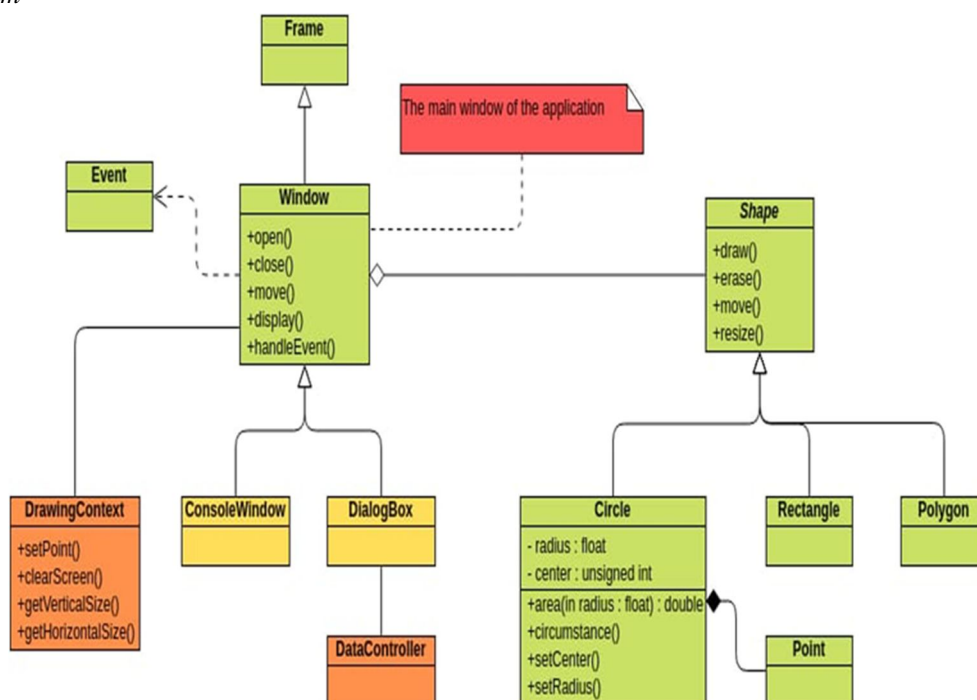 Frame
The main window of the application
Event
Window
+open()
+close()
+move()
+display()
+handleEvent()
Shape
+draw()
+erase()
+move()
+resize()
DrawingContext
+setPoint()
+clearScreen()
+getVerticalSize()
+getHorizontalSize()
ConsoleWindow
DialogBox
DataController
Circle
- radius : float
- center : unsigned int
+area(in radius : float) : double
+circumstance()
+setCenter()
+setRadius()
Rectangle
Polygon
Point